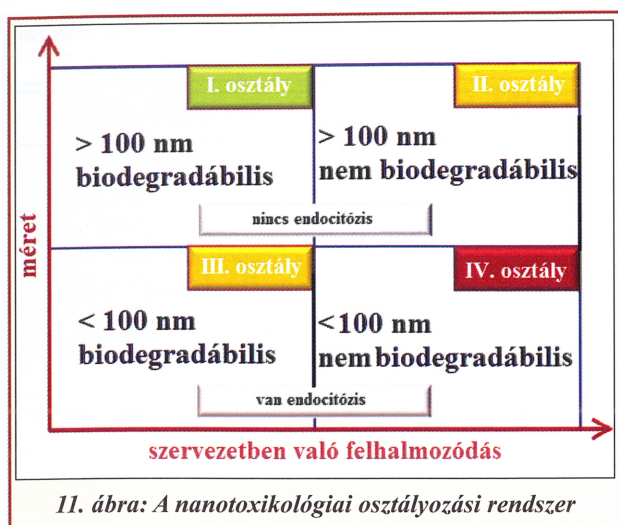 I. osztály
II. osztály
> 100 nm
biodegradábilis
> 100 nm
nem biodegradábilis
nincs endocitózis
III. osztály
IV. osztály
< 100 nm
biodegradábilis
<100 nm
nem biodegradábilis
van endocitózis
méret
szervezetben való felhalmozódás
11. ábra: A nanotoxikológiai osztályozási rendszer